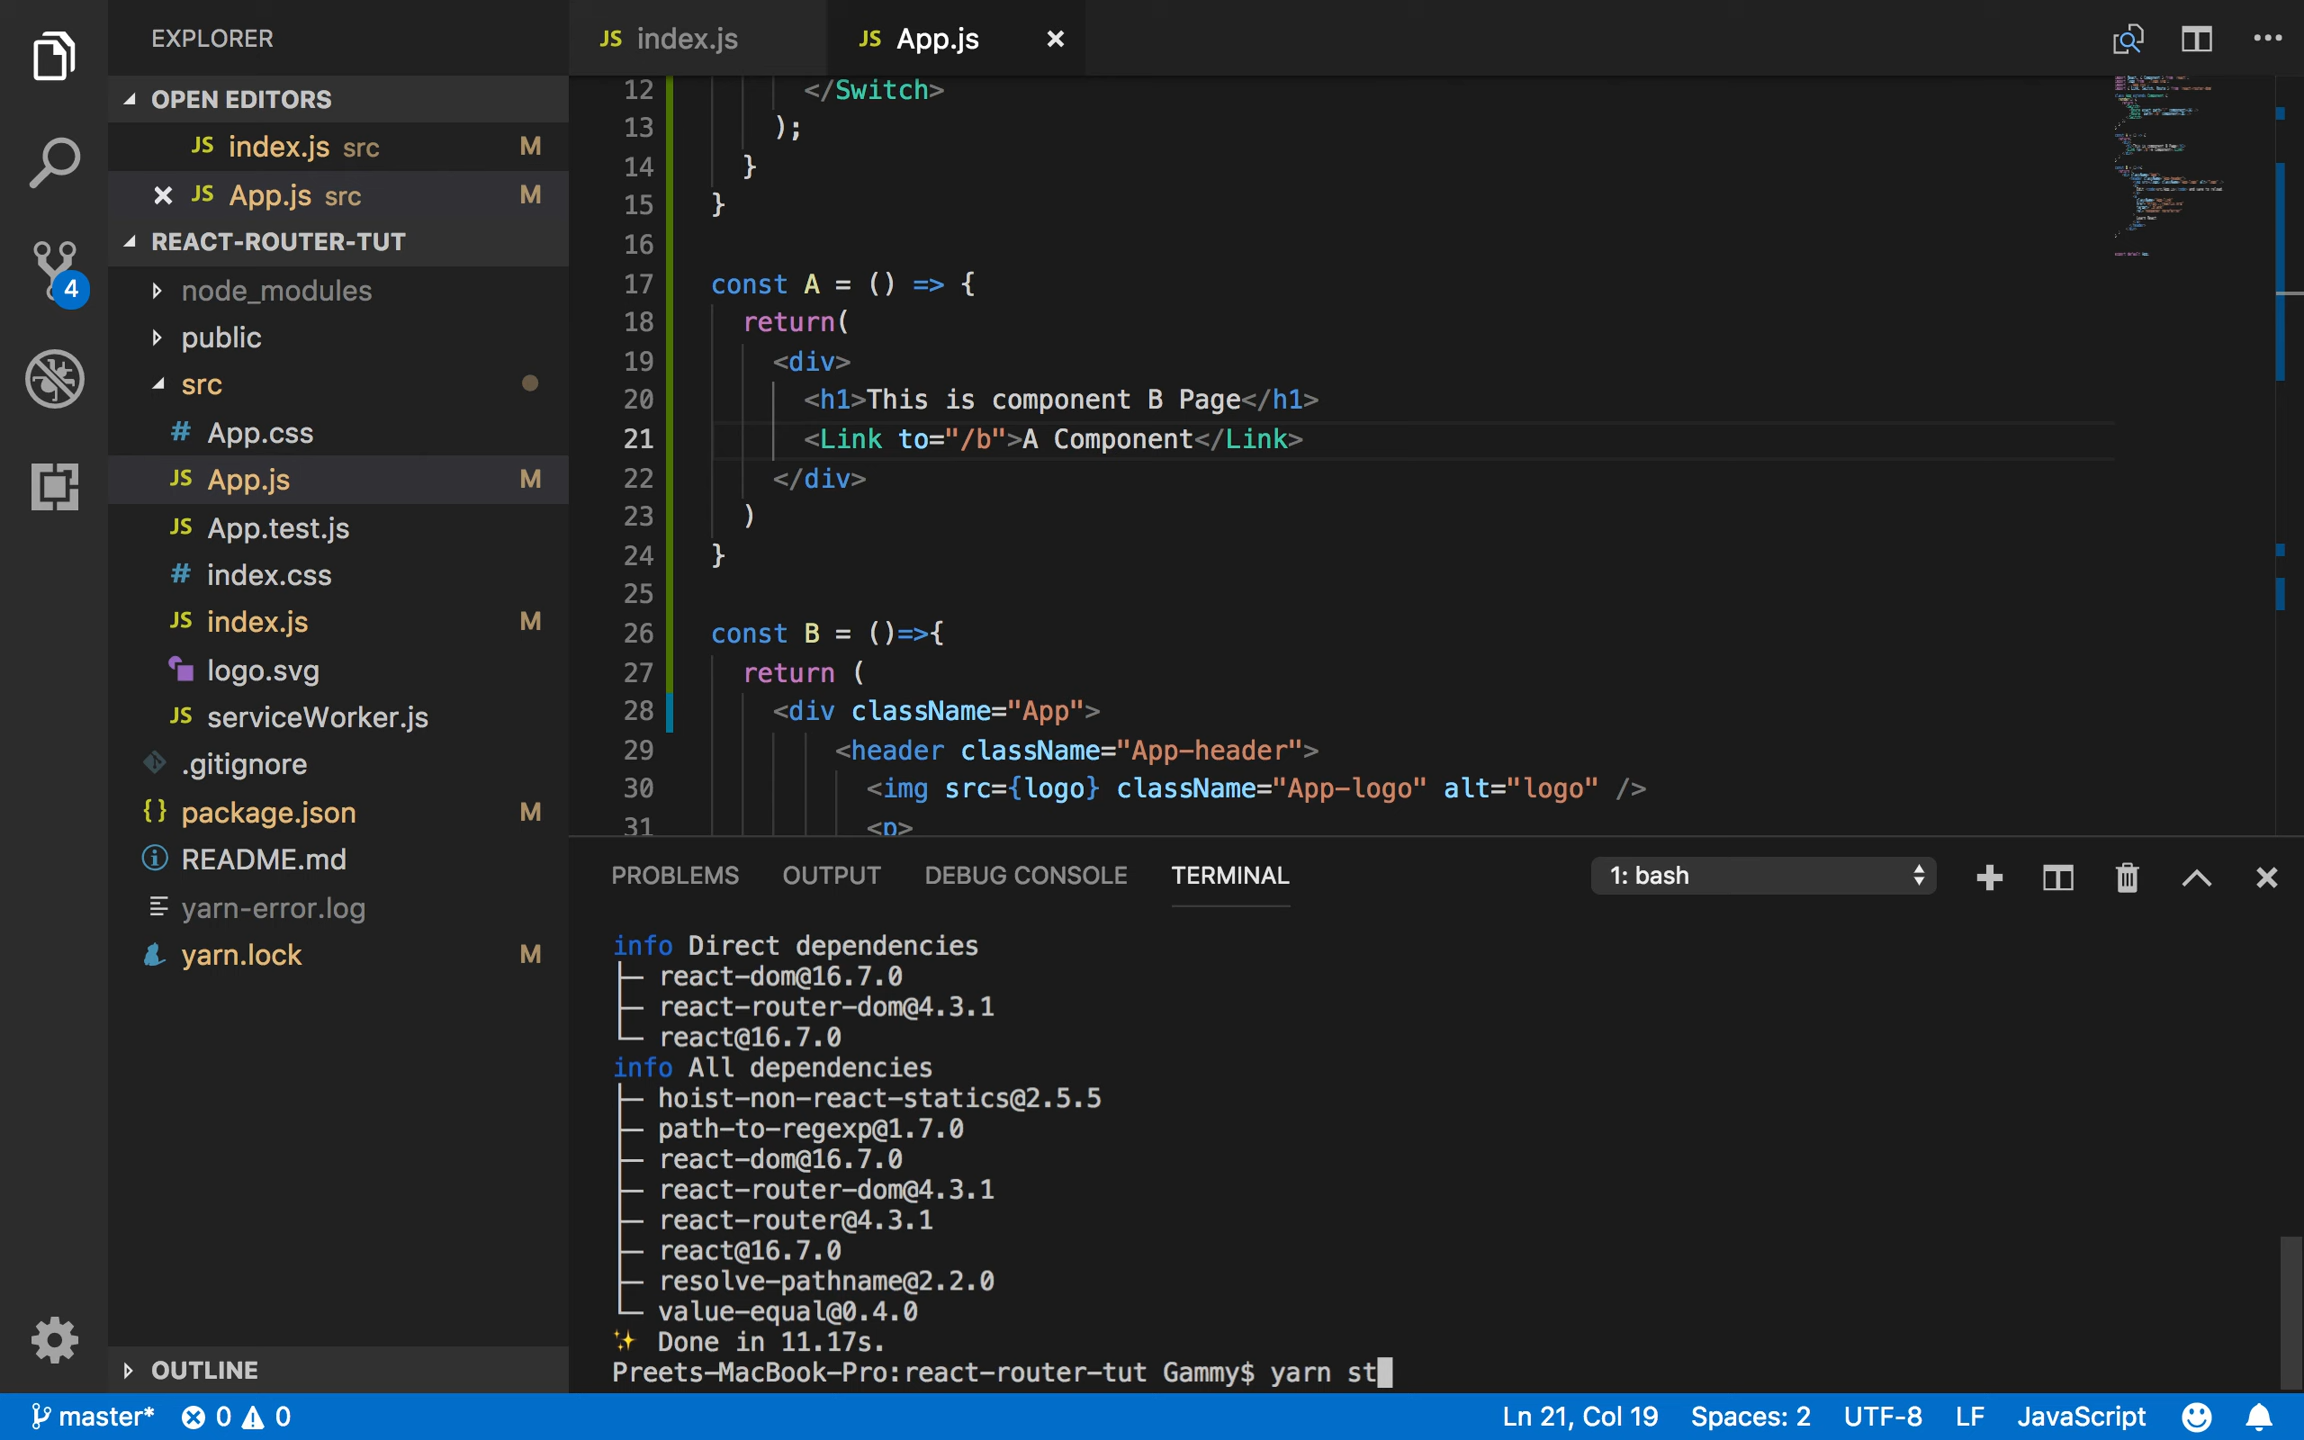 EXPLORER
OPEN EDITORS
JS index.js src M
JS App.js src M
REACT-ROUTER-TUT
node_modules
public
src
# App.css
JS App.js M
JS App.test.js
# index.css
JS index.js M
logo.svg
JS serviceWorker.js
.gitignore
{} package.json M
README.md
yarn-error.log
yarn.lock M
OUTLINE
4
JS index.js
JS App.js
12 </Switch>
13 );
14 }
15 }
16
17 const A = () => {
18 return(
19 <div>
20 <h1>This is component B Page</h1>
21 <Link to="/b">A Component</Link>
22 </div>
23 )
24 }
25
26 const B = ()=>{
27 return (
28 <div className="App">
29 <header className="App-header">
30 <img src={logo} className="App-logo" alt="logo" />
31 <p>
PROBLEMS OUTPUT DEBUG CONSOLE TERMINAL 1: bash
info Direct dependencies
├─ react-dom@16.7.0
├─ react-router-dom@4.3.1
└─ react@16.7.0
info All dependencies
├─ hoist-non-react-statics@2.5.5
├─ path-to-regexp@1.7.0
├─ react-dom@16.7.0
├─ react-router-dom@4.3.1
├─ react-router@4.3.1
├─ react@16.7.0
├─ resolve-pathname@2.2.0
└─ value-equal@0.4.0
✨ Done in 11.17s.
Preets-MacBook-Pro:react-router-tut Gammy$ yarn st
master* 0 0 Ln 21, Col 19 Spaces: 2 UTF-8 LF JavaScript